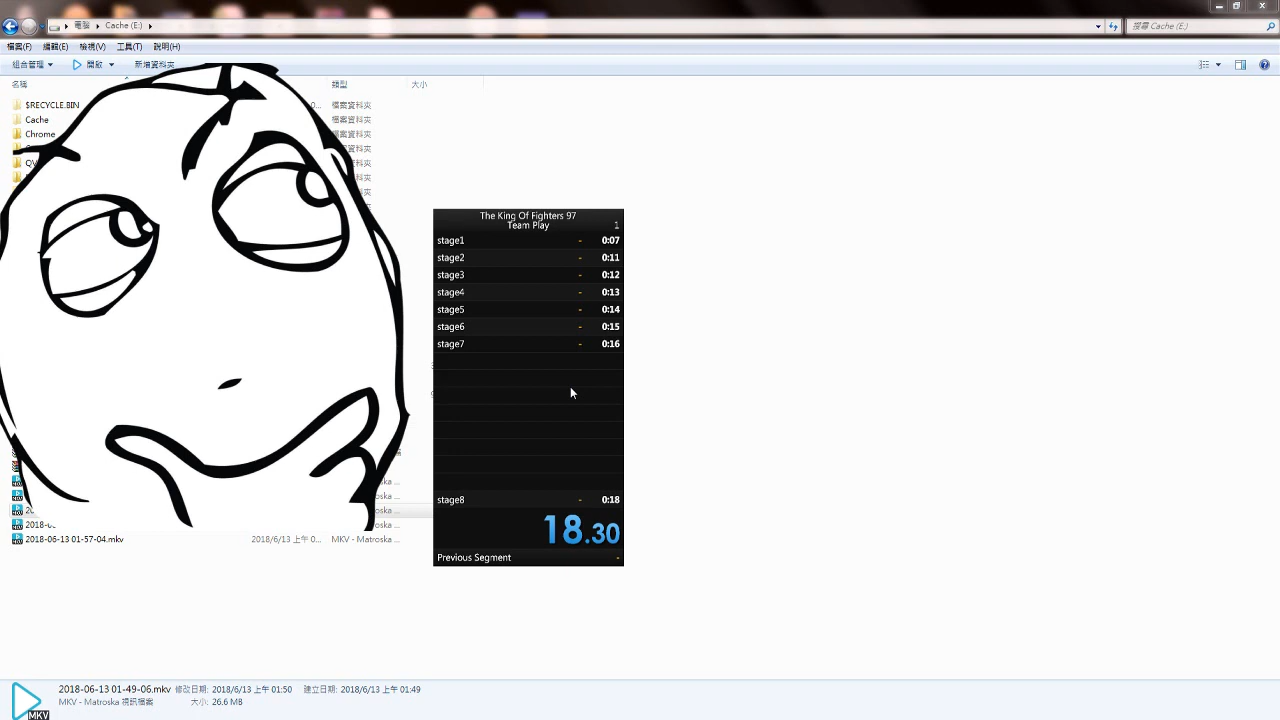 電腦 Cache (E:)
搜尋 Cache (E:)
檔案(F) 編輯(E) 檢視(V) 工具(T) 說明(H)
組合管理 開啟 新增資料夾
名稱 類型 大小
$RECYCLE.BIN 檔案資料夾
Cache 檔案資料夾
Chrome 檔案資料夾
檔案資料夾
檔案資料夾
檔案資料夾
The King Of Fighters 97
Team Play 1
stage1 - 0:07
stage2 - 0:11
stage3 - 0:12
stage4 - 0:13
stage5 - 0:14
stage6 - 0:15
stage7 - 0:16
stage8 - 0:18
18.30
Previous Segment -
2018-06-13 01-57-04.mkv 2018/6/13 上午 0... MKV - Matroska ...
2018-06-13 01-49-06.mkv 修改日期: 2018/6/13 上午 01:50 建立日期: 2018/6/13 上午 01:49
MKV - Matroska 視訊檔案 大小: 26.6 MB
MKV